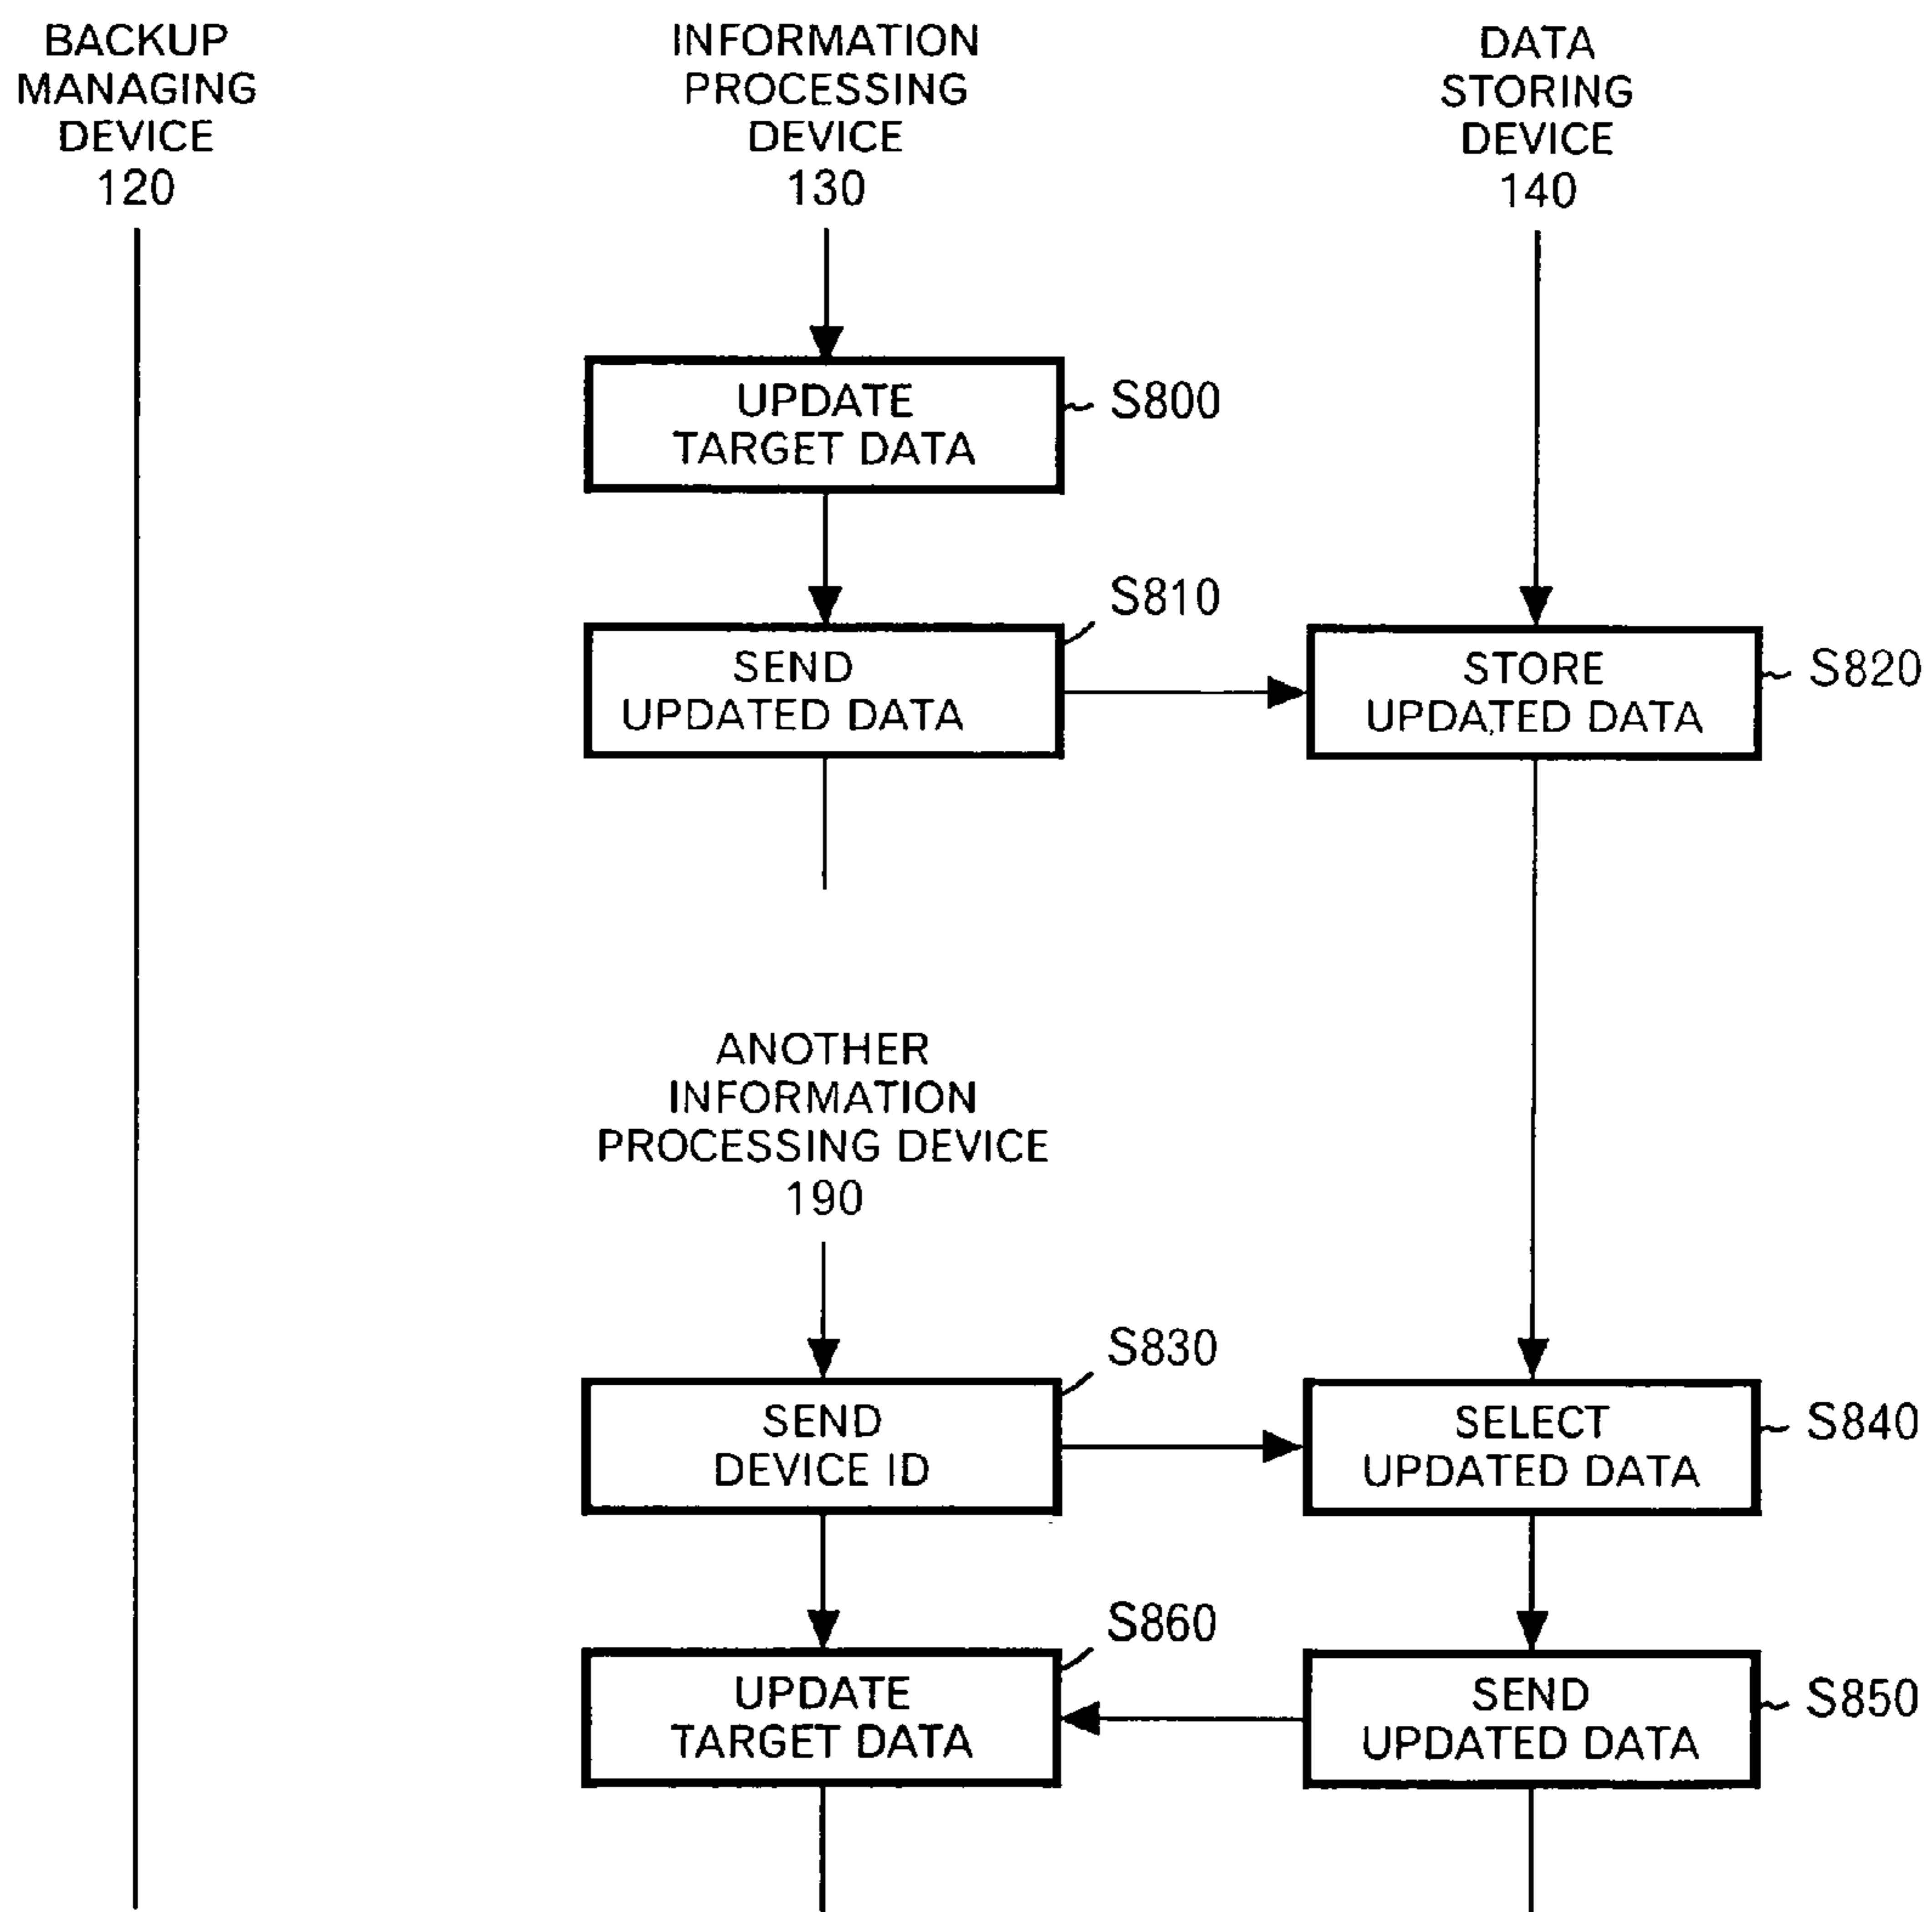 BACKUP
MANAGING
DEVICE
120
INFORMATION
PROCESSING
DEVICE
130
DATA
STORING
DEVICE
140
UPDATE
TARGET DATA
S800
SEND
UPDATED DATA
S810
STORE
UPDATED DATA
S820
ANOTHER
INFORMATION
PROCESSING DEVICE
190
SEND
DEVICE ID
S830
SELECT
UPDATED DATA
S840
UPDATE
TARGET DATA
S860
SEND
UPDATED DATA
S850